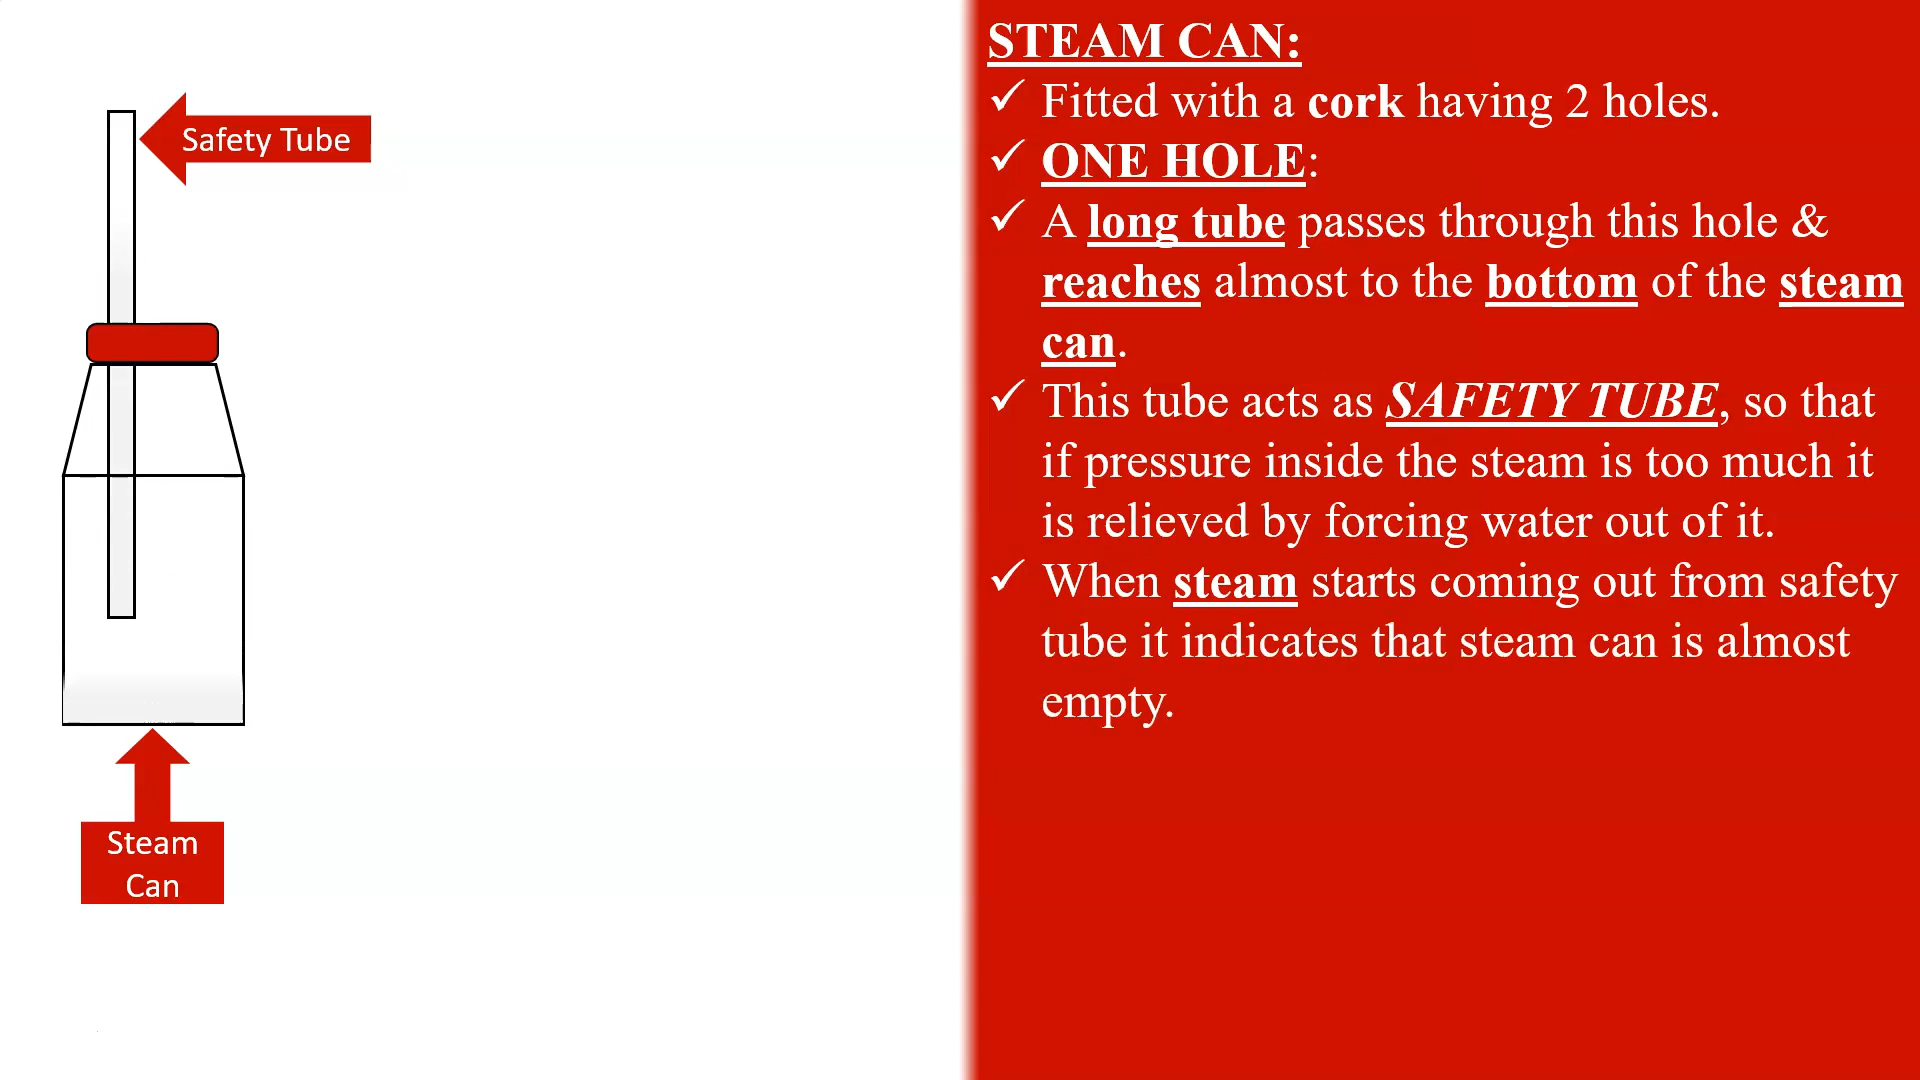 Safety Tube
Steam
Can
STEAM CAN:
✓ Fitted with a cork having 2 holes.
✓ ONE HOLE:
✓ A long tube passes through this hole &
reaches almost to the bottom of the steam
can.
✓ This tube acts as SAFETY TUBE, so that
if pressure inside the steam is too much it
is relieved by forcing water out of it.
✓ When steam starts coming out from safety
tube it indicates that steam can is almost
empty.